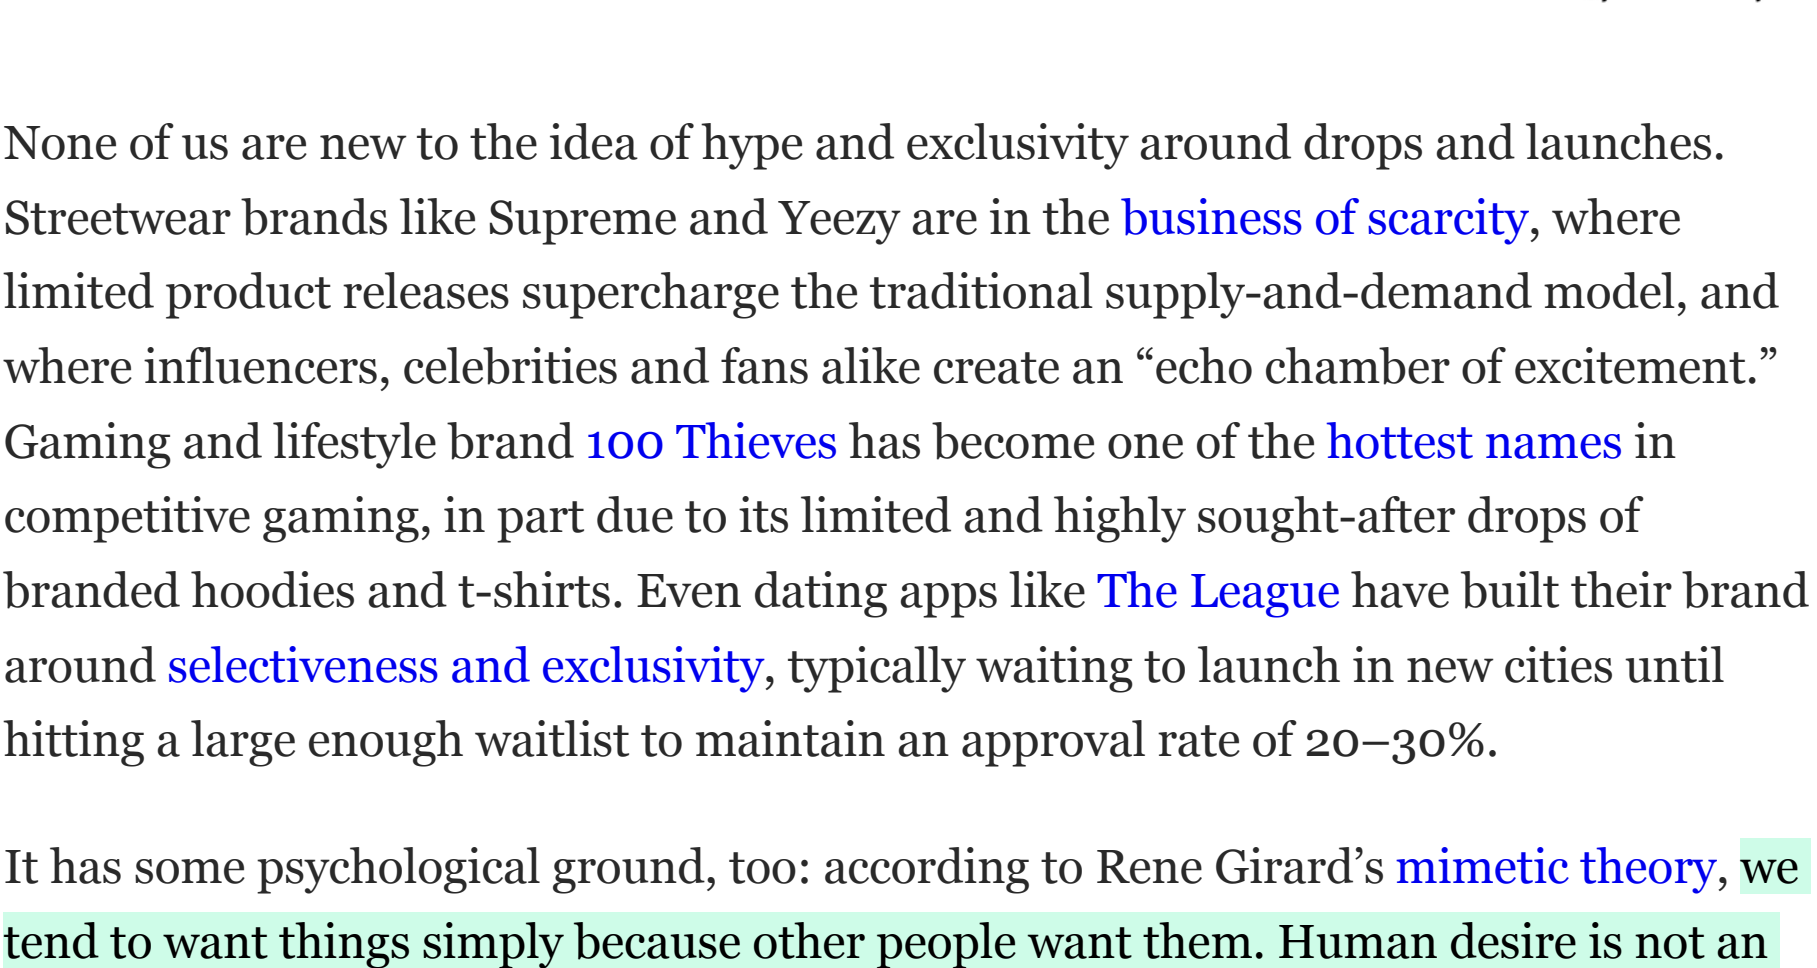 None of us are new to the idea of hype and exclusivity around drops and launches.
Streetwear brands like Supreme and Yeezy are in the business of scarcity, where
limited product releases supercharge the traditional supply-and-demand model, and
where influencers, celebrities and fans alike create an “echo chamber of excitement.”
Gaming and lifestyle brand 100 Thieves has become one of the hottest names in
competitive gaming, in part due to its limited and highly sought-after drops of
branded hoodies and t-shirts. Even dating apps like The League have built their brand
around selectiveness and exclusivity, typically waiting to launch in new cities until
hitting a large enough waitlist to maintain an approval rate of 20–30%.
It has some psychological ground, too: according to Rene Girard’s mimetic theory, we
tend to want things simply because other people want them. Human desire is not an